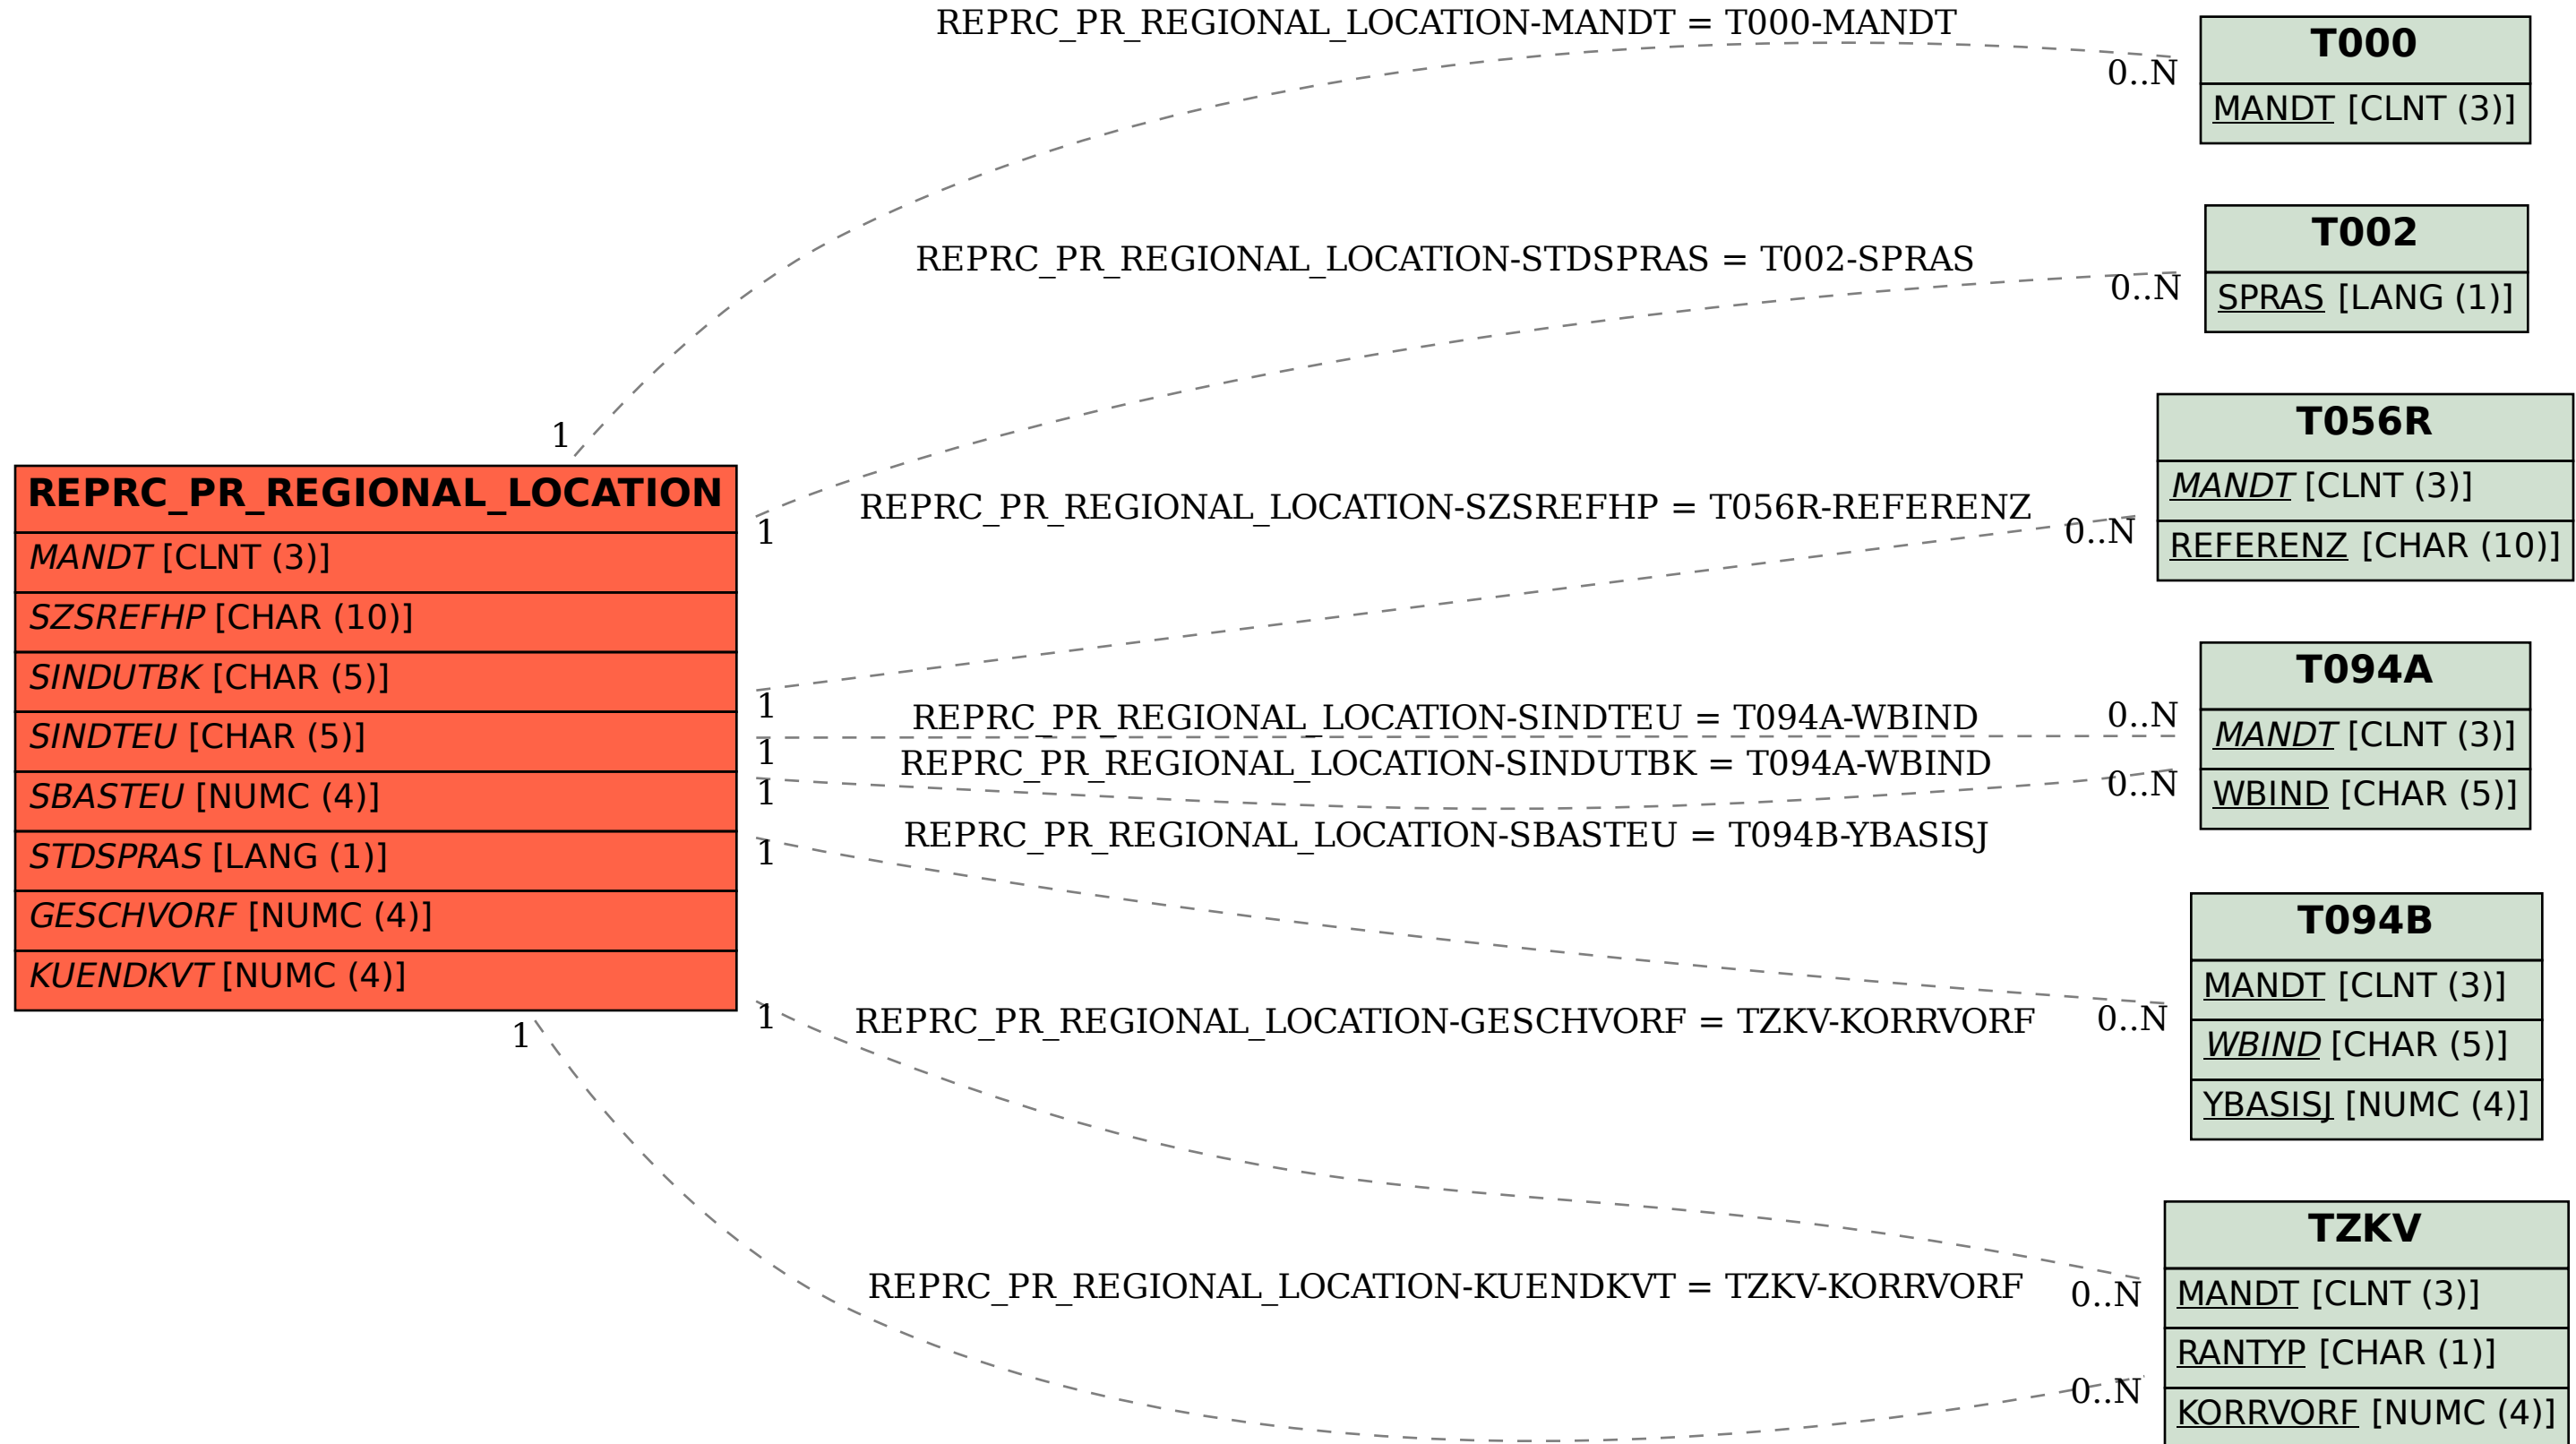 REPRC_PR_REGIONAL_LOCATION-MANDT = T000-MANDT
0..N
1
T000
MANDT [CLNT (3)]
REPRC_PR_REGIONAL_LOCATION-STDSPRAS = T002-SPRAS
0..N
1
T002
SPRAS [LANG (1)]
REPRC_PR_REGIONAL_LOCATION-SZSREFHP = T056R-REFERENZ
0..N
1
T056R
MANDT [CLNT (3)]
REFERENZ [CHAR (10)]
REPRC_PR_REGIONAL_LOCATION
MANDT [CLNT (3)]
SZSREFHP [CHAR (10)]
SINDUTBK [CHAR (5)]
SINDTEU [CHAR (5)]
SBASTEU [NUMC (4)]
STDSPRAS [LANG (1)]
GESCHVORF [NUMC (4)]
KUENDKVT [NUMC (4)]
REPRC_PR_REGIONAL_LOCATION-SINDTEU = T094A-WBIND
0..N
1
REPRC_PR_REGIONAL_LOCATION-SINDUTBK = T094A-WBIND
0..N
1
T094A
MANDT [CLNT (3)]
WBIND [CHAR (5)]
REPRC_PR_REGIONAL_LOCATION-SBASTEU = T094B-YBASISJ
0..N
1
T094B
MANDT [CLNT (3)]
WBIND [CHAR (5)]
YBASISJ [NUMC (4)]
REPRC_PR_REGIONAL_LOCATION-GESCHVORF = TZKV-KORRVORF
0..N
1
REPRC_PR_REGIONAL_LOCATION-KUENDKVT = TZKV-KORRVORF
0..N
1
TZKV
MANDT [CLNT (3)]
RANTYP [CHAR (1)]
KORRVORF [NUMC (4)]